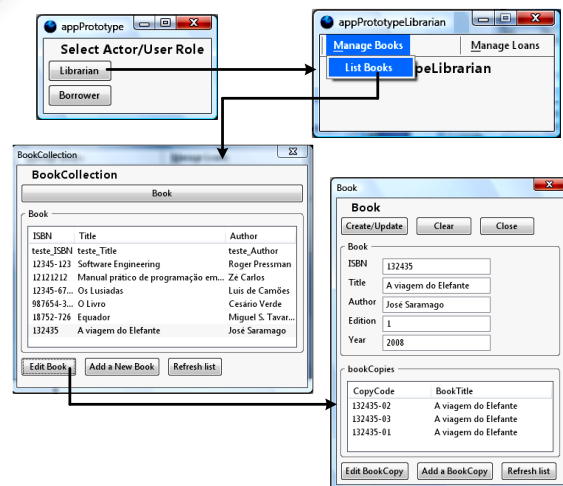 appPrototype
Select Actor/User Role
Librarian
Borrower
appPrototypeLibrarian
Manage Books
Manage Loans
List Books
peLibrarian
BookCollection
BookCollection
Book
Book
ISBN Title Author
teste_ISBN teste_Title teste_Author
12345-123 Software Engineering Roger Pressman
12121212 Manual prático de programação em... Zé Carlos
12345-67... Os Lusiadas Luis de Camões
987654-3... O Livro Cesário Verde
18752-726 Equador Miguel S. Tavar...
132435 A viagem do Elefante José Saramago
Edit Book Add a New Book Refresh list
Book
Book
Create/Update Clear Close
Book
ISBN 132435
Title A viagem do Elefante
Author José Saramago
Edition 1
Year 2008
bookCopies
CopyCode BookTitle
132435-02 A viagem do Elefante
132435-03 A viagem do Elefante
132435-01 A viagem do Elefante
Edit BookCopy Add a BookCopy Refresh list